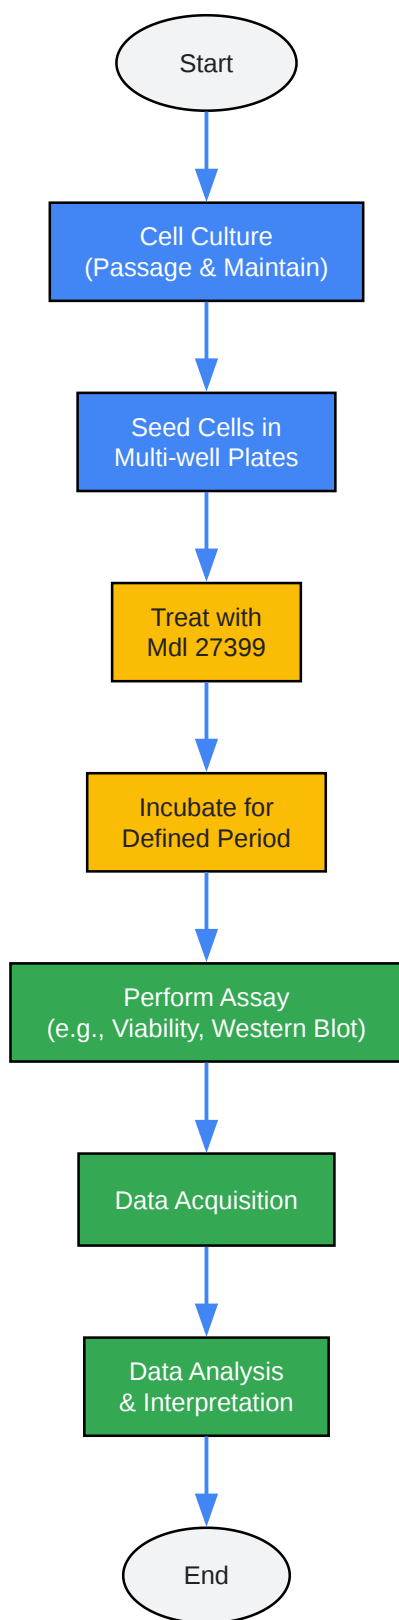 Start
Cell Culture
(Passage & Maintain)
Seed Cells in
Multi-well Plates
Treat with
Mdl 27399
Incubate for
Defined Period
Perform Assay
(e.g., Viability, Western Blot)
Data Acquisition
Data Analysis
& Interpretation
End